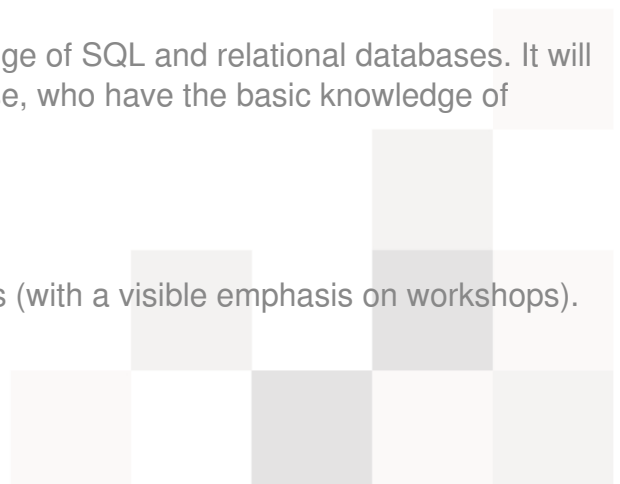 ge of SQL and relational databases. It will
e, who have the basic knowledge of
s (with a visible emphasis on workshops).